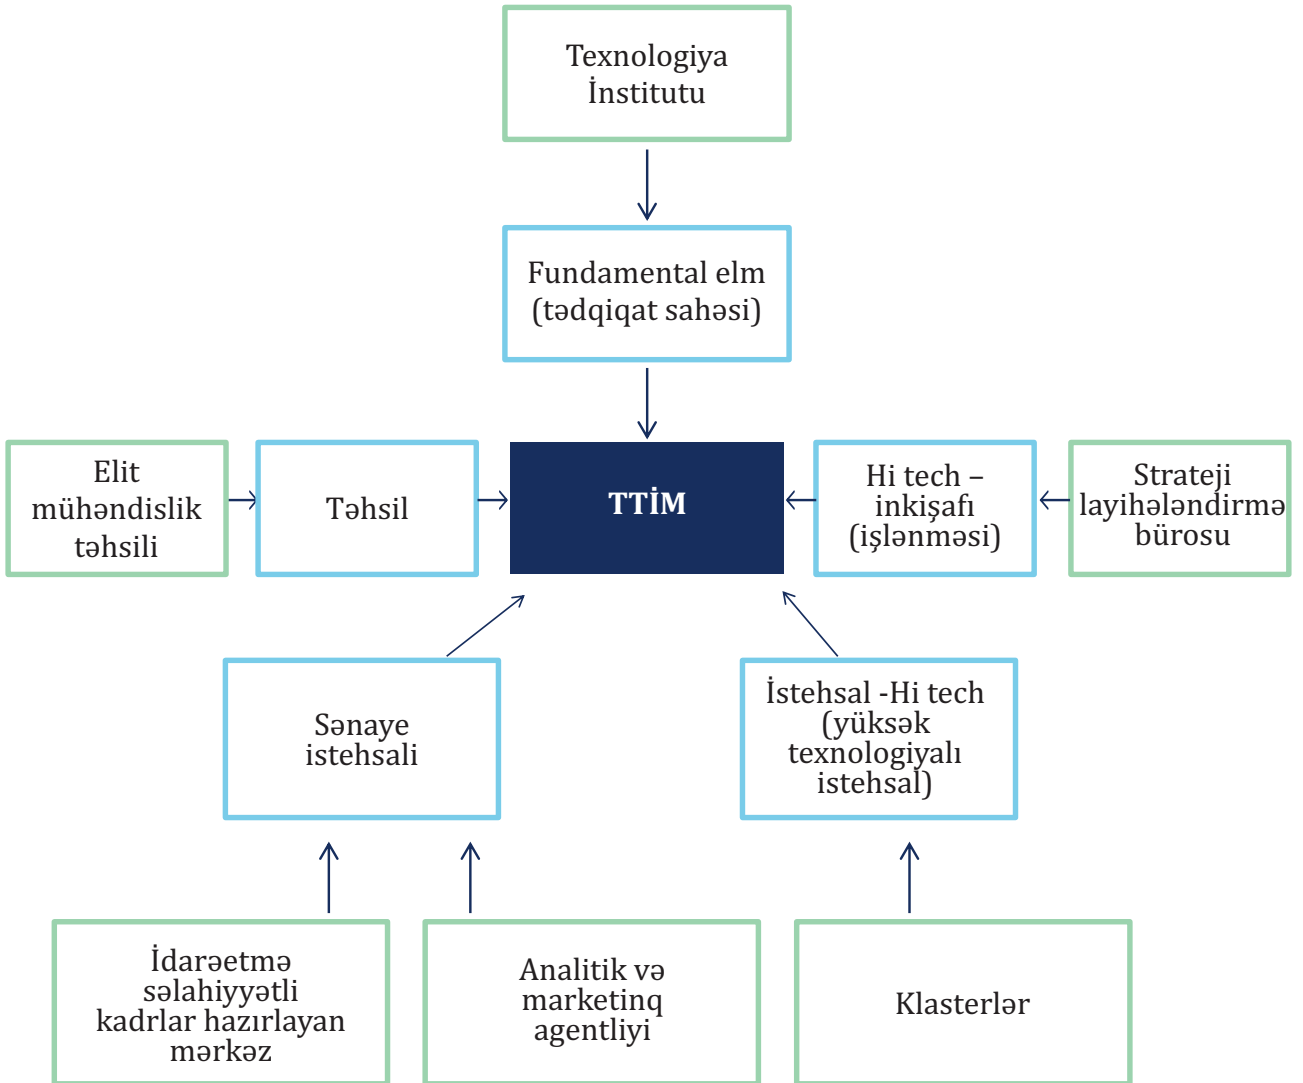 Texnologiya
İnstitutu
Fundamental elm
(tədqiqat sahəsi)
Elit
mühəndislik
təhsili
Təhsil
TTİM
Hi tech –
inkişafı
(işlənməsi)
Strateji
layihələndirmə
bürosu
Sənaye
istehsali
İstehsal -Hi tech
(yüksək
texnologiyalı
istehsal)
İdarəetmə
səlahiyyətli
kadrlar hazırlayan
mərkəz
Analitik və
marketinq
agentliyi
Klasterlər